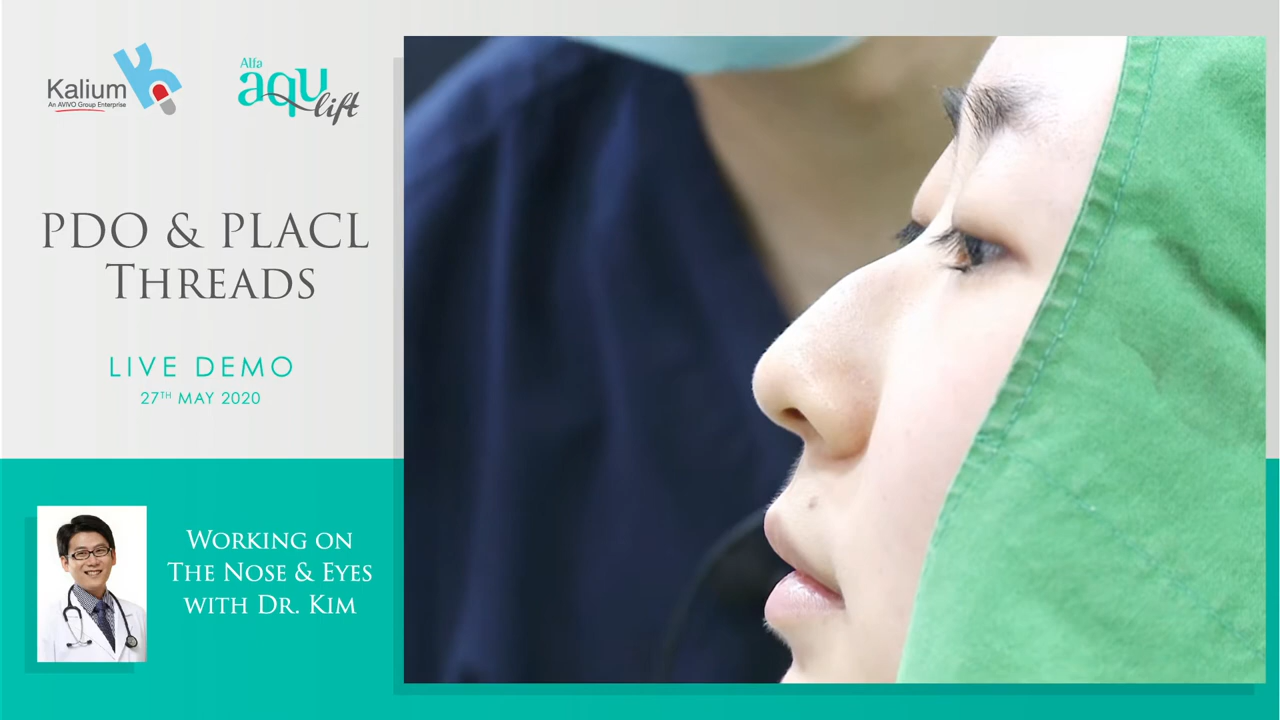 Kalium
An AVIVO Group Enterprise
Alfa
aqu
lift
PDO & PLACL
THREADS
LIVE DEMO
27TH MAY 2020
WORKING ON
THE NOSE & EYES
WITH DR. KIM